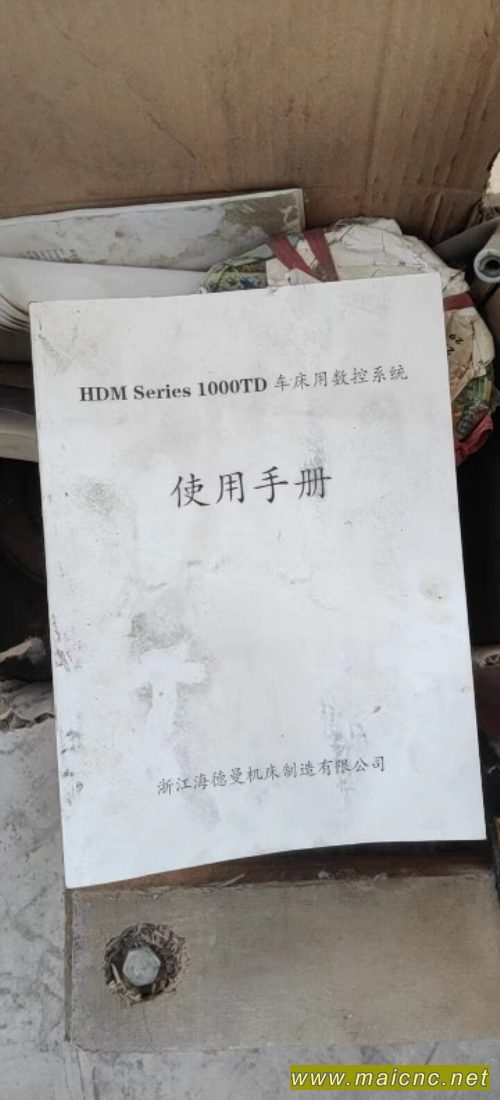 HDM Series 1000TD 车床用数控系统
使用手册
浙江海德曼机床制造有限公司
www.maicnc.net